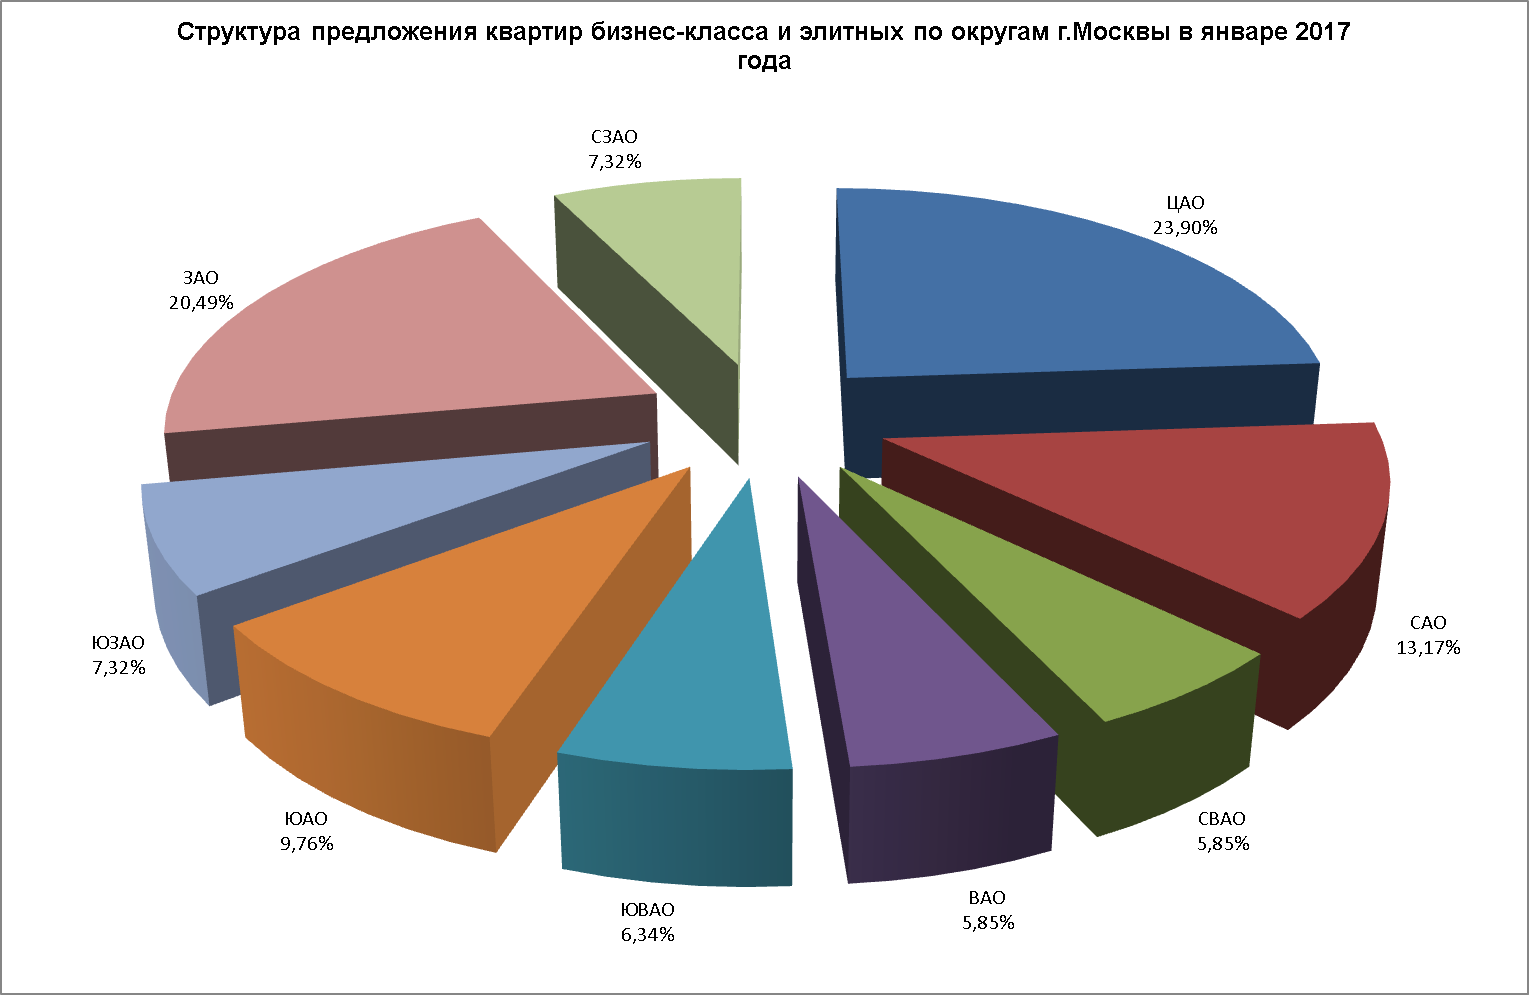 Структура предложения квартир бизнес-класса и элитных по округам г.Москвы в январе 2017
года
СЗАО
7,32%
ЦАО
23,90%
ЗАО
20,49%
САО
13,17%
ЮЗАО
7,32%
ЮАО
9,76%
СВАО
5,85%
ВАО
5,85%
ЮВАО
6,34%